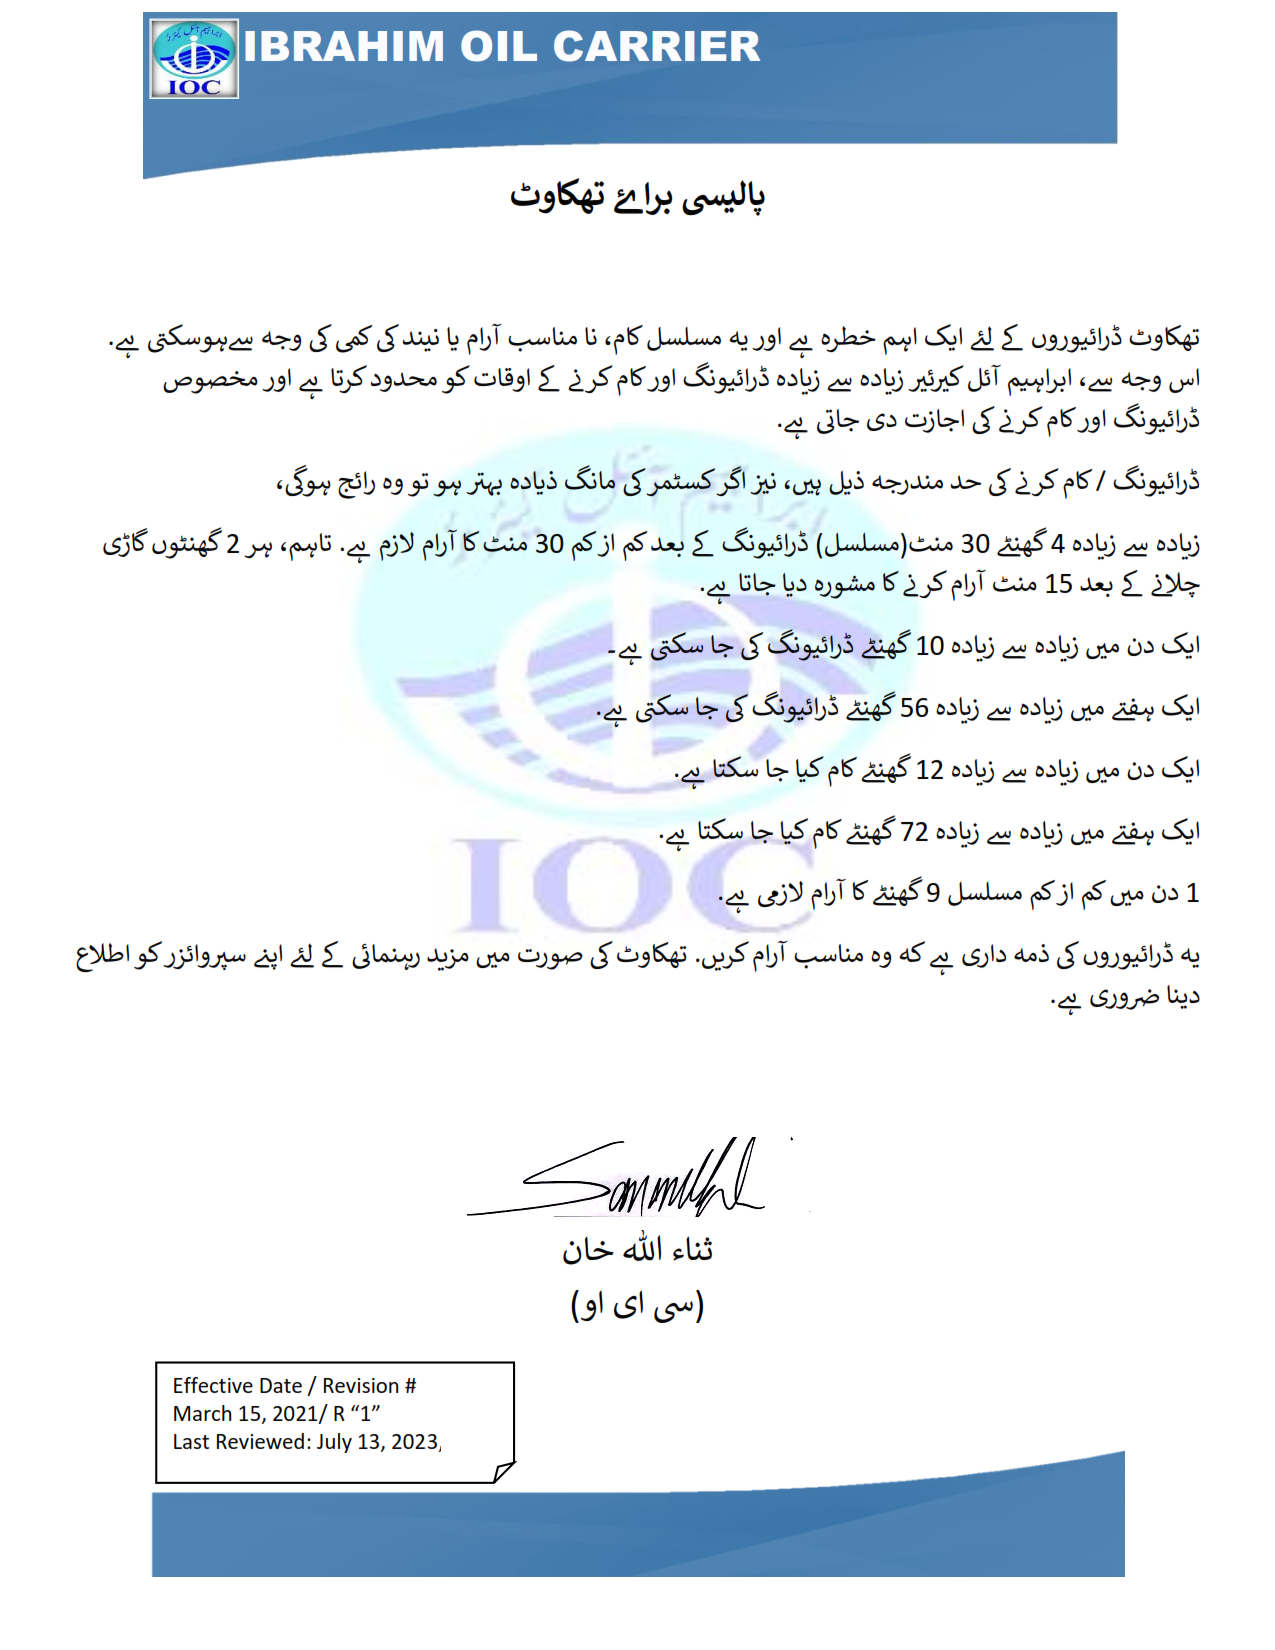 ابراہیم آئل کیرئیر
IOC
IBRAHIM OIL CARRIER
پالیسی براۓ تھکاوٹ
تھکاوٹ ڈرائیوروں کے لئے ایک اہم خطرہ ہے اور یہ مسلسل کام، نا مناسب آرام یا نیند کی کمی کی وجہ سےہوسکتی ہے.
اس وجہ سے، ابراہیم آئل کیرئیر زیادہ سے زیادہ ڈرائیونگ اور کام کرنے کے اوقات کو محدود کرتا ہے اور مخصوص
ڈرائیونگ اور کام کرنے کی اجازت دی جاتی ہے.
ڈرائیونگ / کام کرنے کی حد مندرجہ ذیل ہیں، نیز اگر کسٹمر کی مانگ ذیادہ بہتر ہو تو وہ رائج ہوگی،
زیادہ سے زیادہ 4 گھنٹے 30 منٹ(مسلسل) ڈرائیونگ کے بعد کم از کم 30 منٹ کا آرام لازم ہے. تاہم، ہر 2 گھنٹوں گاڑی
چلانے کے بعد 15 منٹ آرام کرنے کا مشورہ دیا جاتا ہے.
ایک دن میں زیادہ سے زیادہ 10 گھنٹے ڈرائیونگ کی جا سکتی ہے۔
ایک ہفتے میں زیادہ سے زیادہ 56 گھنٹے ڈرائیونگ کی جا سکتی ہے.
ایک دن میں زیادہ سے زیادہ 12 گھنٹے کام کیا جا سکتا ہے.
ایک ہفتے میں زیادہ سے زیادہ 72 گھنٹے کام کیا جا سکتا ہے.
1 دن میں کم از کم مسلسل 9 گھنٹے کا آرام لازمی ہے.
یہ ڈرائیوروں کی ذمہ داری ہے کہ وہ مناسب آرام کریں. تھکاوٹ کی صورت میں مزید رہنمائی کے لئے اپنے سپروائزر کو اطلاع
دینا ضروری ہے.
IOC
ثناء اللہ خان
(سی ای او)
Effective Date / Revision #
March 15, 2021/ R “1”
Last Reviewed: July 13, 2023,